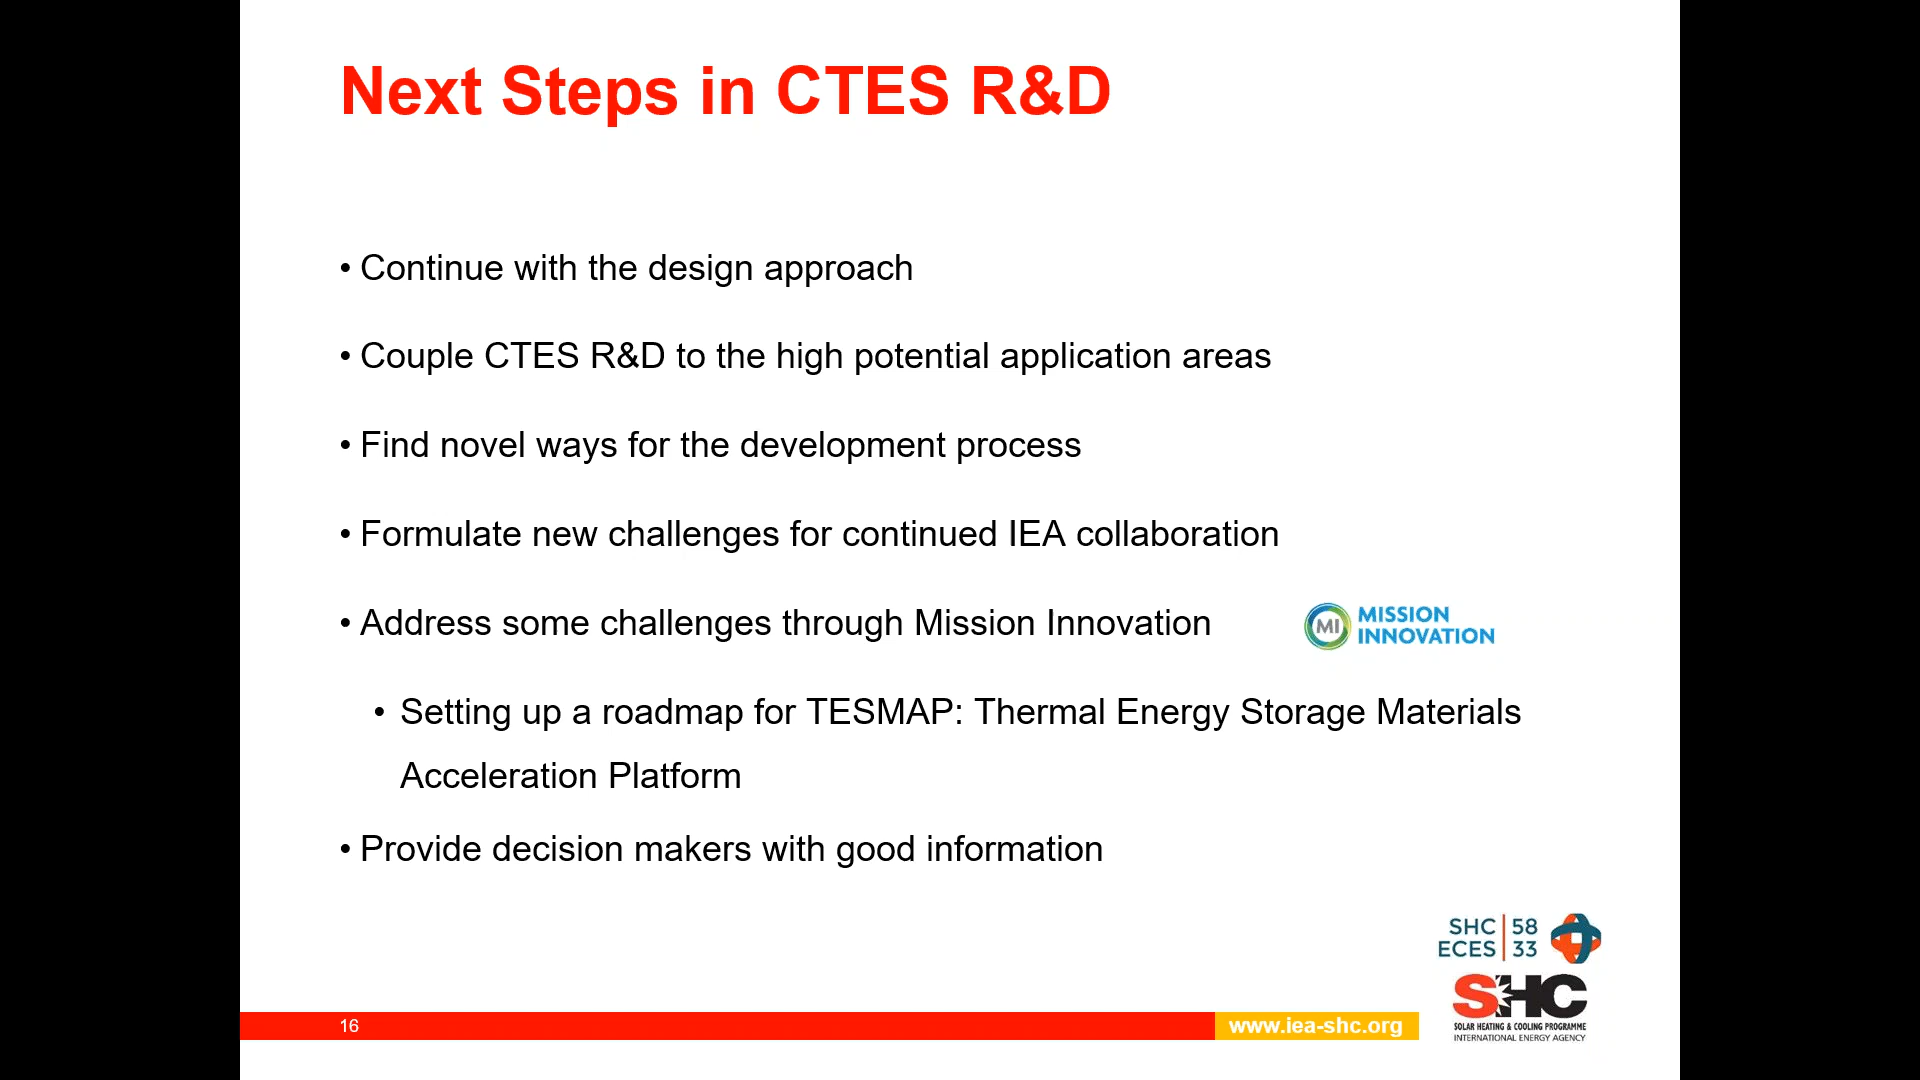 Next Steps in CTES R&D
• Continue with the design approach
• Couple CTES R&D to the high potential application areas
• Find novel ways for the development process
• Formulate new challenges for continued IEA collaboration
• Address some challenges through Mission Innovation
MI MISSION
INNOVATION
• Setting up a roadmap for TESMAP: Thermal Energy Storage Materials
Acceleration Platform
• Provide decision makers with good information
SHC 58
ECES 33
SHC
SOLAR HEATING & COOLING PROGRAMME
INTERNATIONAL ENERGY AGENCY
16
www.iea-shc.org